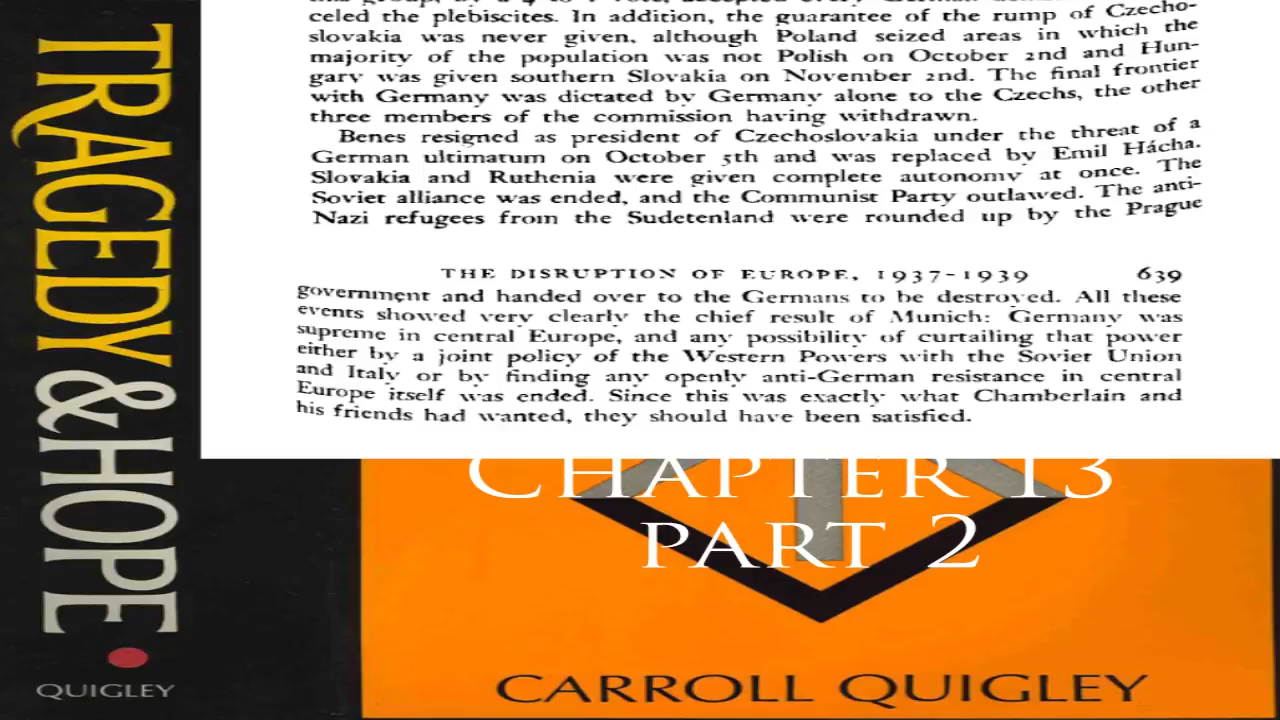 TRAGEDY & HOPE
QUIGLEY
celed the plebiscites. In addition, the guarantee of the rump of Czecho-
slovakia was never given, although Poland seized areas in which the
majority of the population was not Polish on October 2nd and Hun-
gary was given southern Slovakia on November 2nd. The final frontier
with Germany was dictated by Germany alone to the Czechs, the other
three members of the commission having withdrawn.
Benes resigned as president of Czechoslovakia under the threat of a
German ultimatum on October 5th and was replaced by Emil Hácha.
Slovakia and Ruthenia were given complete autonomy at once. The
Soviet alliance was ended, and the Communist Party outlawed. The anti-
Nazi refugees from the Sudetenland were rounded up by the Prague
THE DISRUPTION OF EUROPE, 1937-1939 639
government and handed over to the Germans to be destroyed. All these
events showed very clearly the chief result of Munich: Germany was
supreme in central Europe, and any possibility of curtailing that power
either by a joint policy of the Western Powers with the Soviet Union
and Italy or by finding any openly anti-German resistance in central
Europe itself was ended. Since this was exactly what Chamberlain and
his friends had wanted, they should have been satisfied.
CHAPTER 13
PART 2
CARROLL QUIGLEY